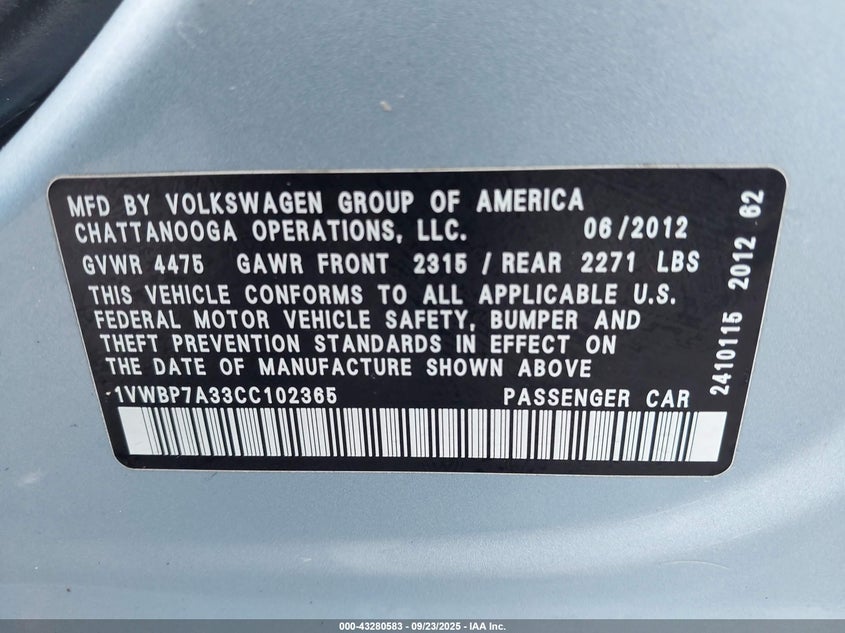 MFD BY VOLKSWAGEN GROUP OF AMERICA
CHATTANOOGA OPERATIONS, LLC. 06/2012
GVWR 4475 GAWR FRONT 2315 / REAR 2271 LBS
THIS VEHICLE CONFORMS TO ALL APPLICABLE U.S.
FEDERAL MOTOR VEHICLE SAFETY, BUMPER AND
THEFT PREVENTION STANDARDS IN EFFECT ON
THE DATE OF MANUFACTURE SHOWN ABOVE
-1VWBP7A33CC102365 PASSENGER CAR
2410115 2012 62
000-43280583 - 09/23/2025 - IAA Inc.